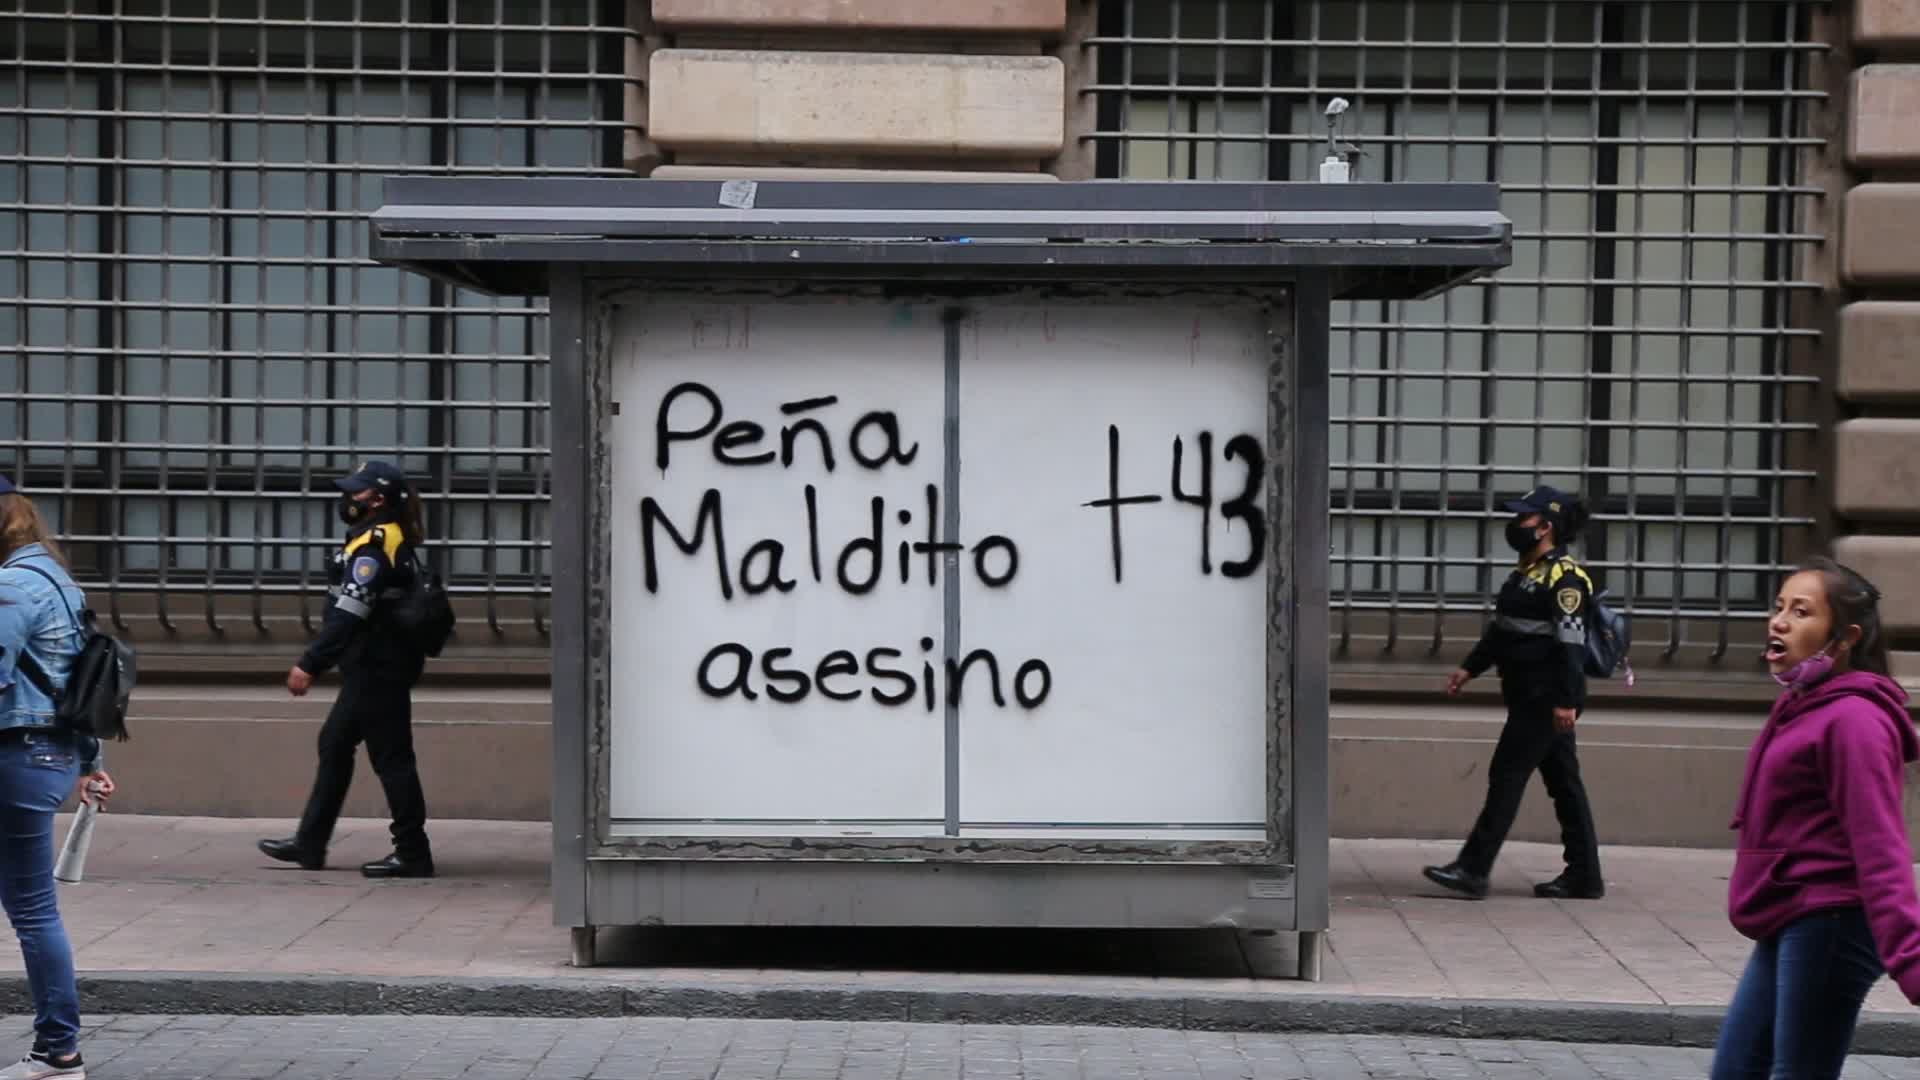 Peña
Maldito
asesino
+43